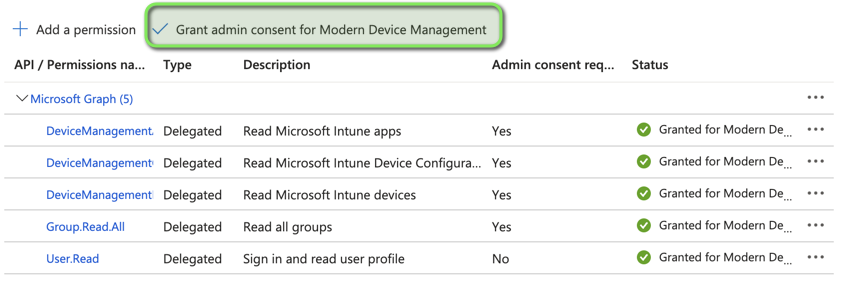 Add a permission Grant admin consent for Modern Device Management
API / Permissions na... Type Description Admin consent req... Status
Microsoft Graph (5) ...
DeviceManagement. Delegated Read Microsoft Intune apps Yes Granted for Modern De... ...
DeviceManagement Delegated Read Microsoft Intune Device Configura... Yes Granted for Modern De... ...
DeviceManagement Delegated Read Microsoft Intune devices Yes Granted for Modern De... ...
Group.Read.All Delegated Read all groups Yes Granted for Modern De... ...
User.Read Delegated Sign in and read user profile No Granted for Modern De... ...